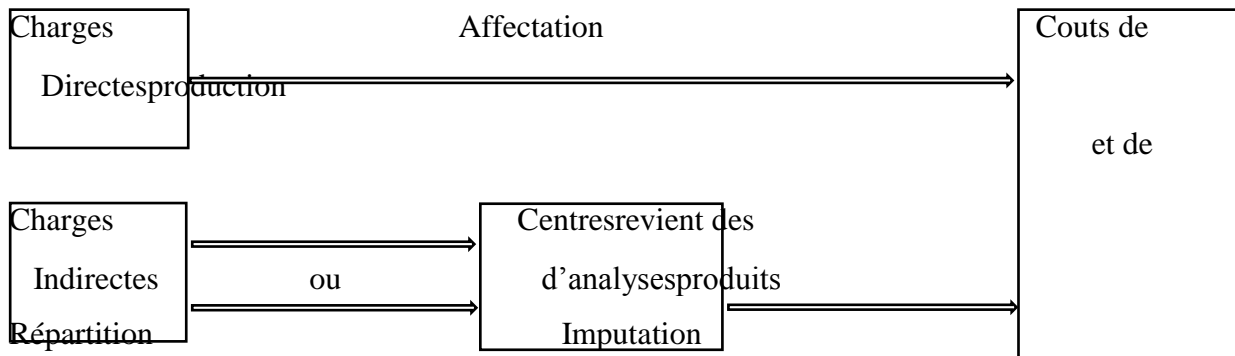 Charges Affectation Couts de
Directesproduction
et de
Charges Centresrevient des
Indirectes ou d’analysesproduits
Répartition Imputation